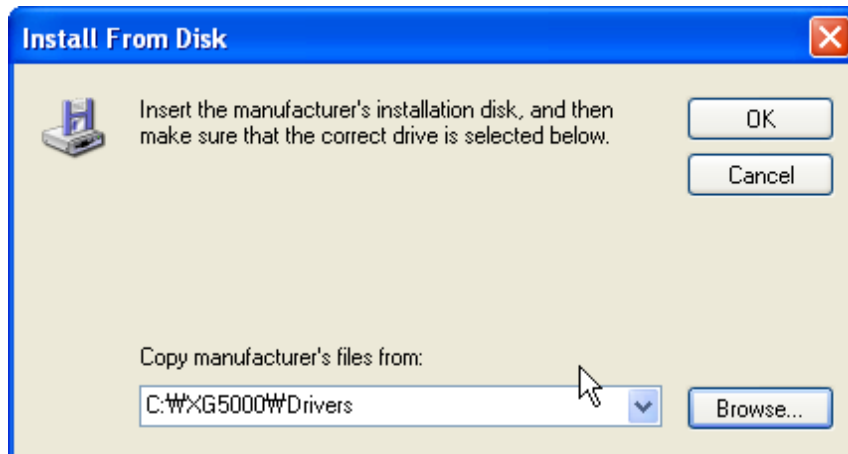 Install From Disk
Insert the manufacturer's installation disk, and then
make sure that the correct drive is selected below.
OK
Cancel
Copy manufacturer's files from:
C:₩XG5000₩Drivers
Browse...